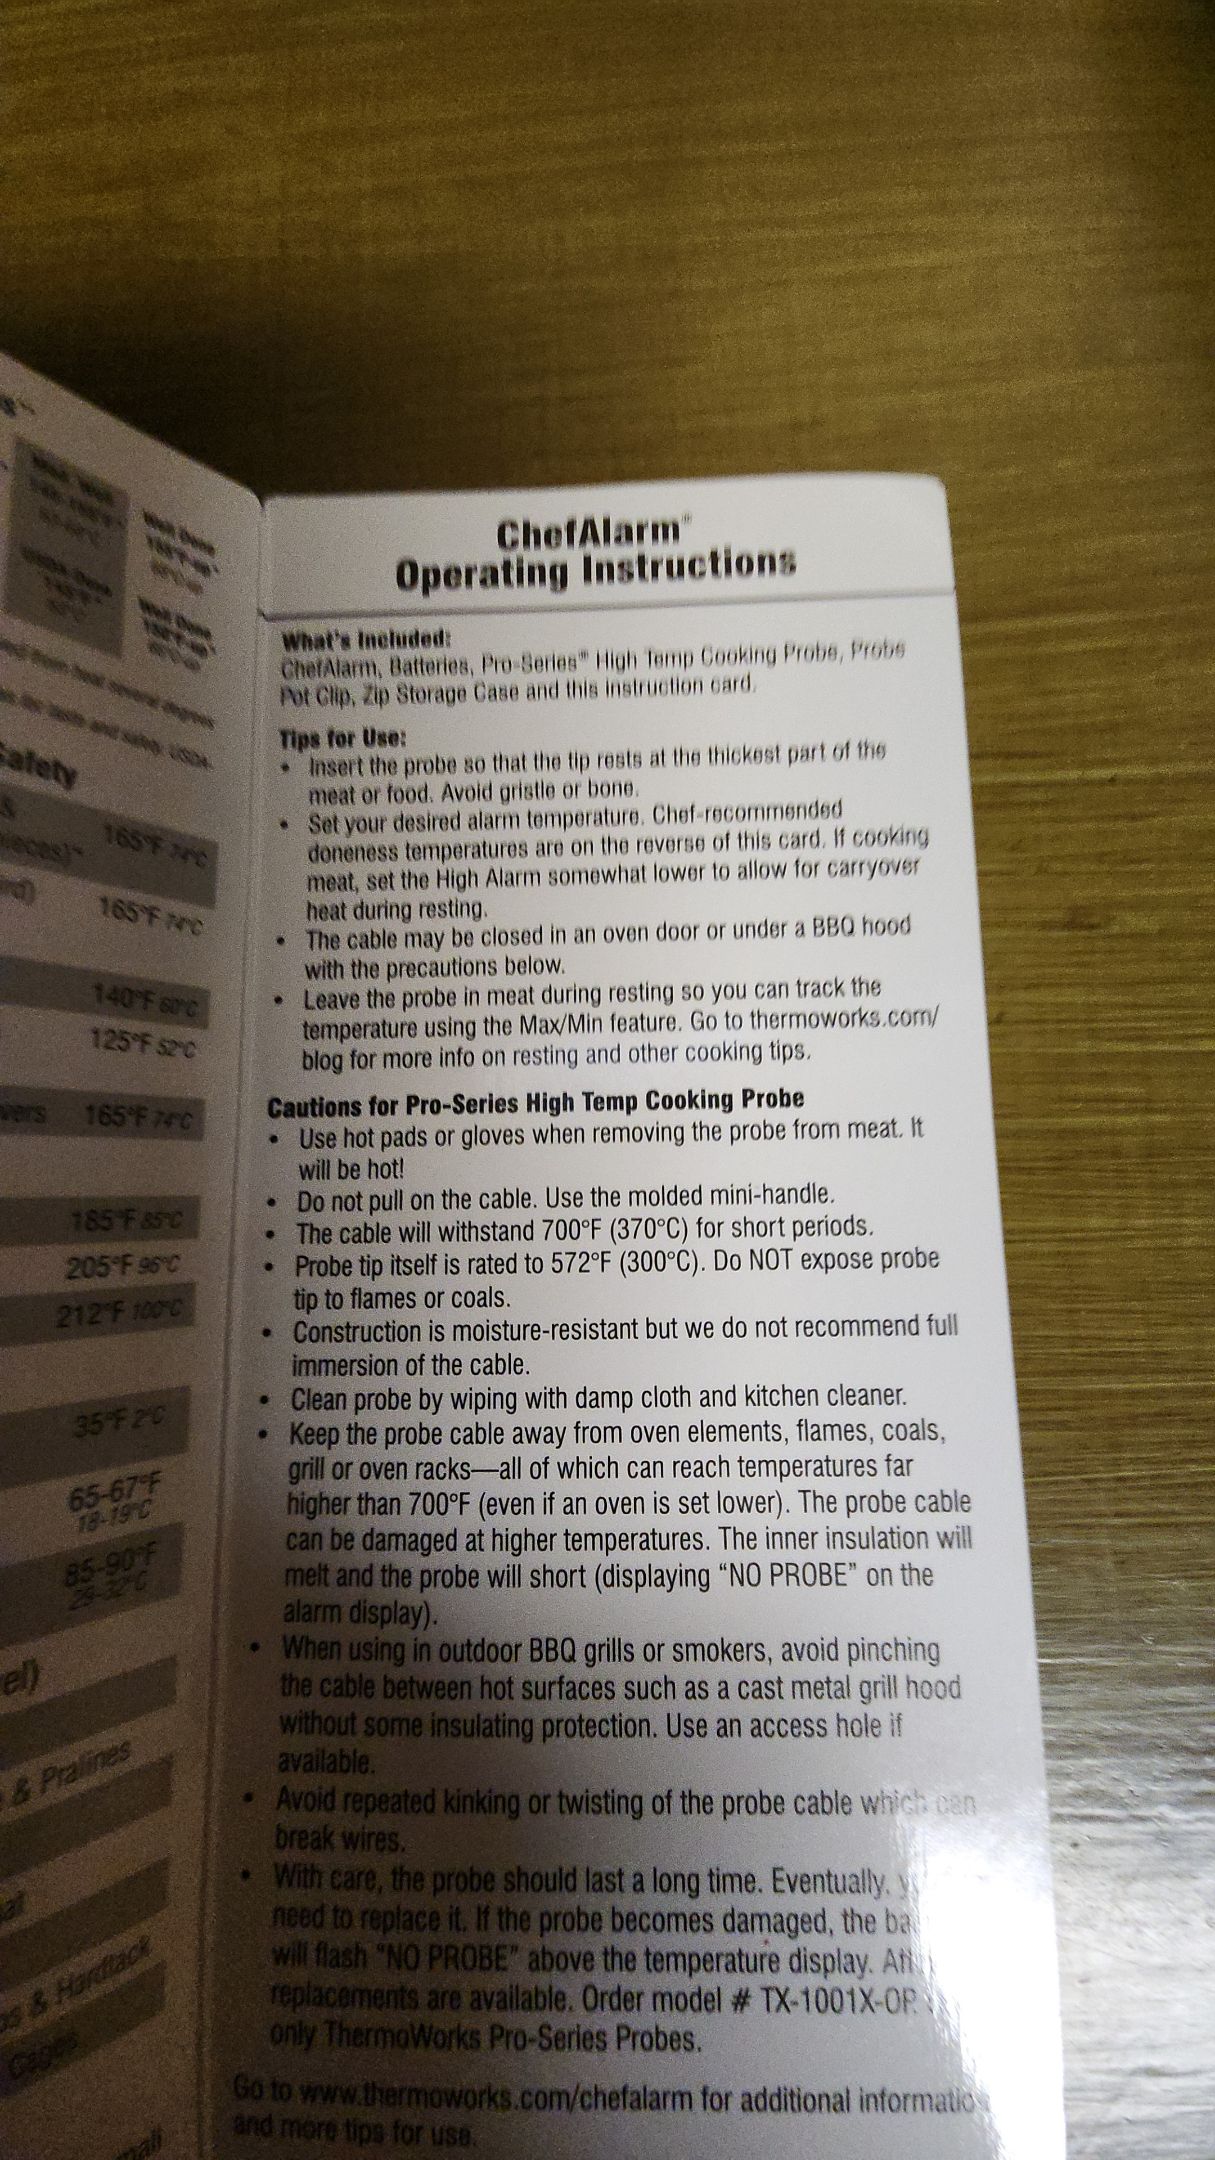 Well Done
Well Done
afety
165°F 74°C
165°F 74°C
140°F 60°C
125°F 52°C
165°F 74°C
185°F 85°C
205°F 96°C
212°F 100°C
35°F 2°C
65-67°F
18-19°C
85-90°F
& Pralines
& Hardtack
ChefAlarm®
Operating Instructions
What's Included:
ChefAlarm, Batteries, Pro-Series® High Temp Cooking Probe, Probe
Pot Clip, Zip Storage Case and this instruction card.
Tips for Use:
• Insert the probe so that the tip rests at the thickest part of the
meat or food. Avoid gristle or bone.
• Set your desired alarm temperature. Chef-recommended
doneness temperatures are on the reverse of this card. If cooking
meat, set the High Alarm somewhat lower to allow for carryover
heat during resting.
• The cable may be closed in an oven door or under a BBQ hood
with the precautions below.
• Leave the probe in meat during resting so you can track the
temperature using the Max/Min feature. Go to thermoworks.com/
blog for more info on resting and other cooking tips.
Cautions for Pro-Series High Temp Cooking Probe
• Use hot pads or gloves when removing the probe from meat. It
will be hot!
• Do not pull on the cable. Use the molded mini-handle.
• The cable will withstand 700°F (370°C) for short periods.
• Probe tip itself is rated to 572°F (300°C). Do NOT expose probe
tip to flames or coals.
• Construction is moisture-resistant but we do not recommend full
immersion of the cable.
• Clean probe by wiping with damp cloth and kitchen cleaner.
• Keep the probe cable away from oven elements, flames, coals,
grill or oven racks—all of which can reach temperatures far
higher than 700°F (even if an oven is set lower). The probe cable
can be damaged at higher temperatures. The inner insulation will
melt and the probe will short (displaying “NO PROBE” on the
alarm display).
• When using in outdoor BBQ grills or smokers, avoid pinching
the cable between hot surfaces such as a cast metal grill hood
without some insulating protection. Use an access hole if
available.
• Avoid repeated kinking or twisting of the probe cable which can
break wires.
• With care, the probe should last a long time. Eventually,
need to replace it. If the probe becomes damaged, the
will flash “NO PROBE” above the temperature display.
replacements are available. Order model # TX-1001X-OP.
only ThermoWorks Pro-Series Probes.
Go to www.thermoworks.com/chefalarm for additional informatio
and more tips for use.